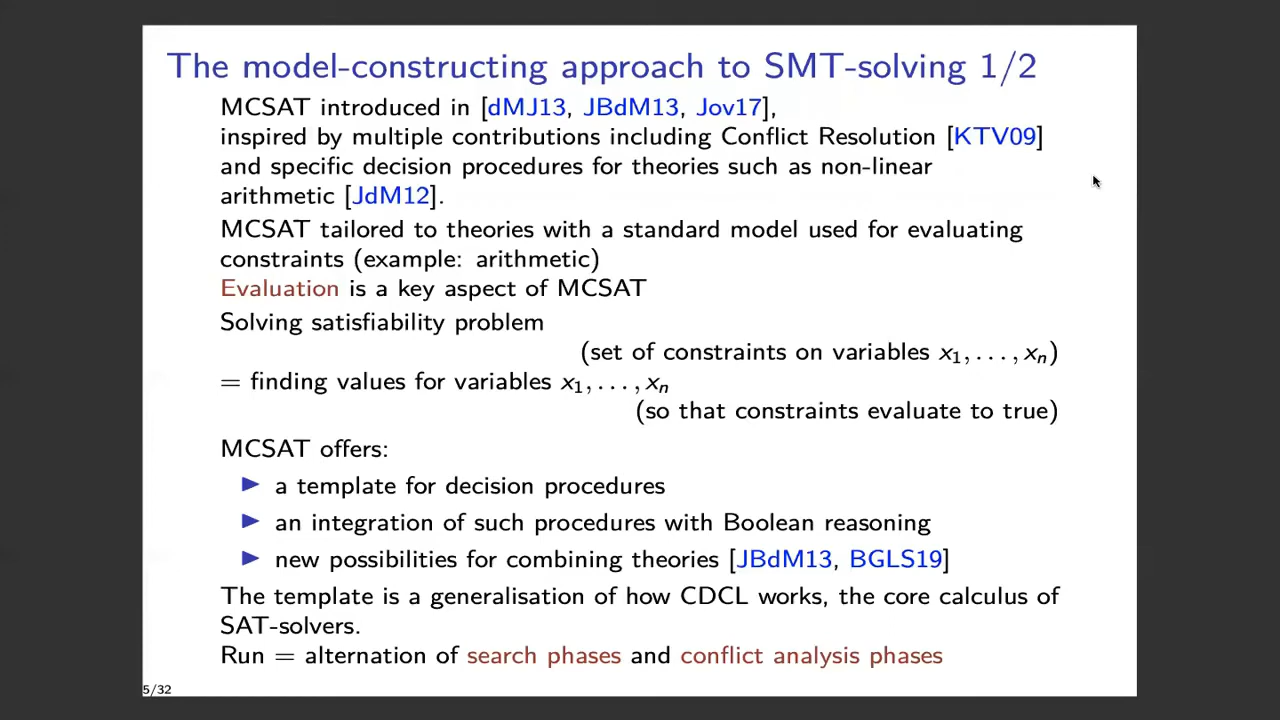 The model-constructing approach to SMT-solving 1/2
MCSAT introduced in [dMJ13, JBdM13, Jov17],
inspired by multiple contributions including Conflict Resolution [KTV09]
and specific decision procedures for theories such as non-linear
arithmetic [JdM12].
MCSAT tailored to theories with a standard model used for evaluating
constraints (example: arithmetic)
Evaluation is a key aspect of MCSAT
Solving satisfiability problem
(set of constraints on variables x₁, . . . , xₙ)
= finding values for variables x₁, . . . , xₙ
(so that constraints evaluate to true)
MCSAT offers:
▶ a template for decision procedures
▶ an integration of such procedures with Boolean reasoning
▶ new possibilities for combining theories [JBdM13, BGLS19]
The template is a generalisation of how CDCL works, the core calculus of
SAT-solvers.
Run = alternation of search phases and conflict analysis phases
5/32